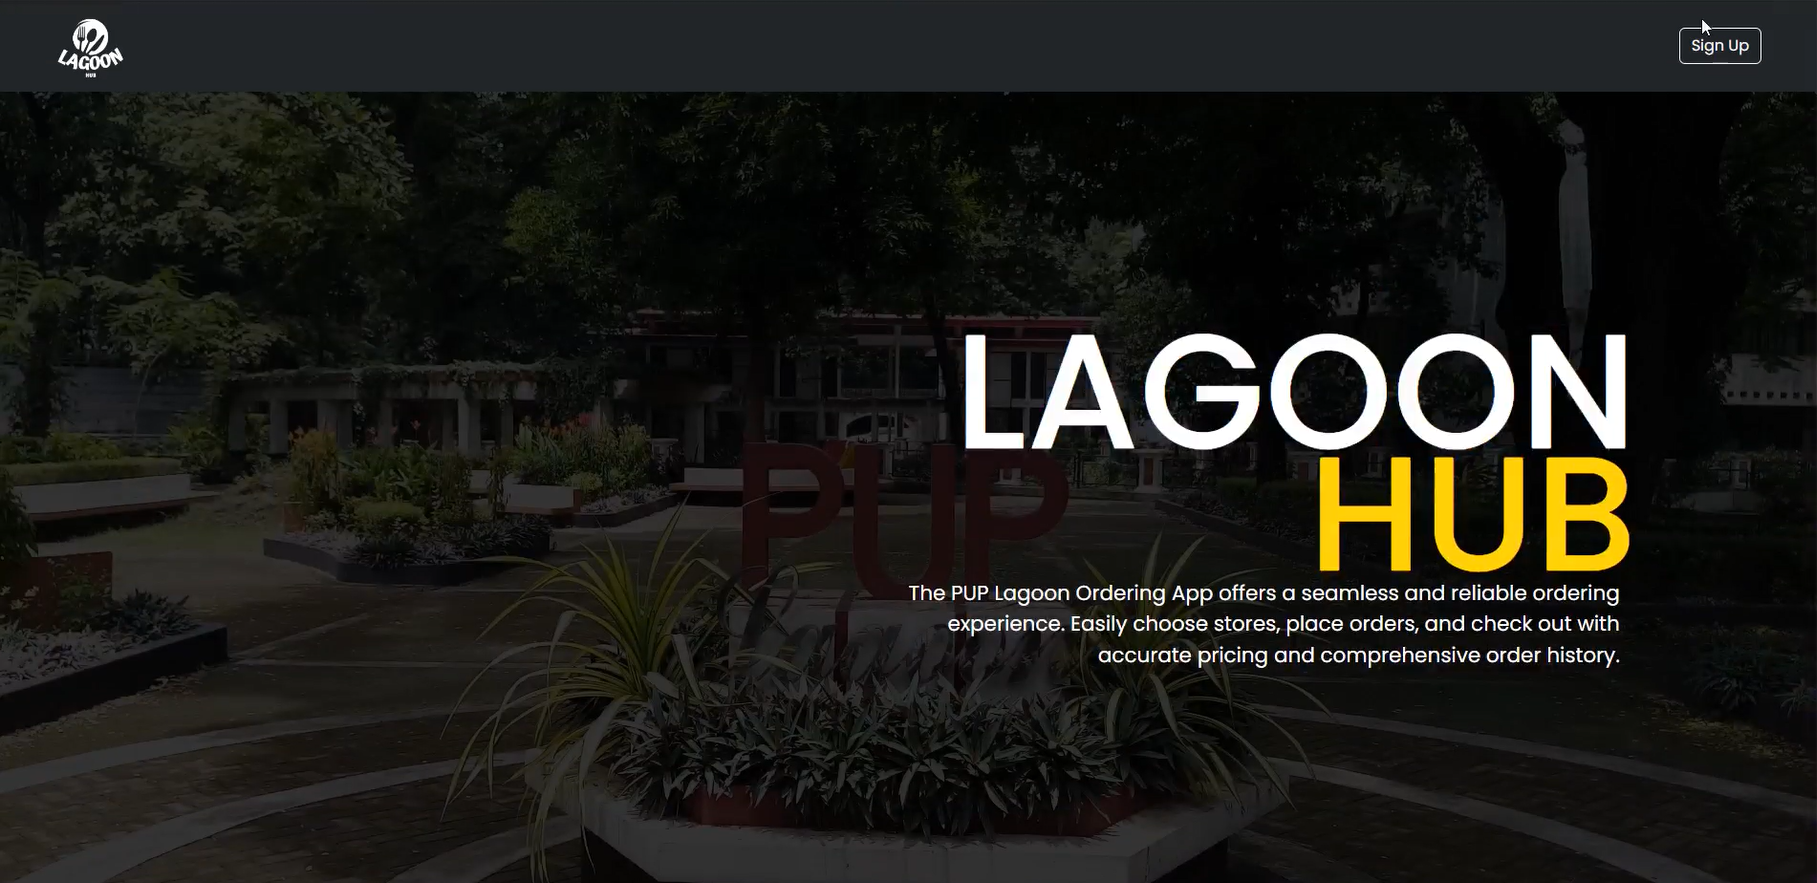 LAGOON
HUB
Sign Up
LAGOON
HUB
PUP
The PUP Lagoon Ordering App offers a seamless and reliable ordering
experience. Easily choose stores, place orders, and check out with
accurate pricing and comprehensive order history.
Lagoon